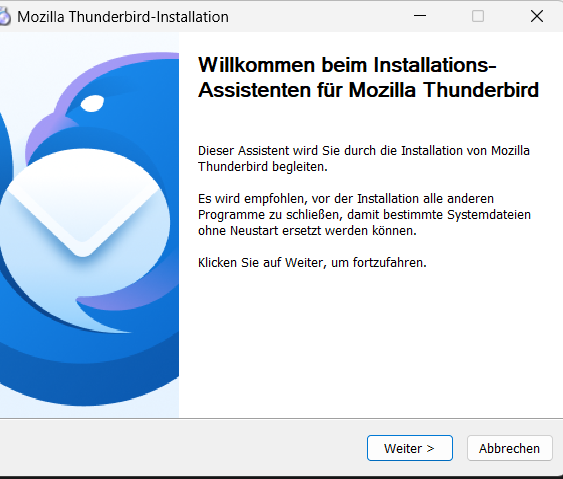 Mozilla Thunderbird-Installation
Willkommen beim Installations-
Assistenten für Mozilla Thunderbird
Dieser Assistent wird Sie durch die Installation von Mozilla
Thunderbird begleiten.
Es wird empfohlen, vor der Installation alle anderen
Programme zu schließen, damit bestimmte Systemdateien
ohne Neustart ersetzt werden können.
Klicken Sie auf Weiter, um fortzufahren.
Weiter >
Abbrechen